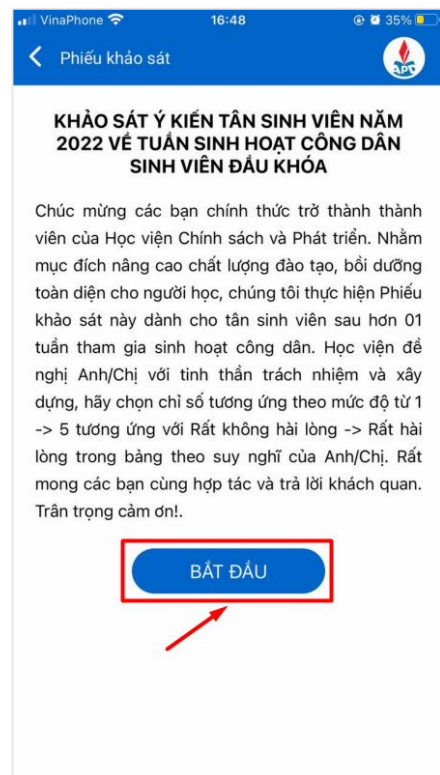 VinaPhone 16:48 35%
Phiếu khảo sát
APD
KHẢO SÁT Ý KIẾN TÂN SINH VIÊN NĂM
2022 VỀ TUẦN SINH HOẠT CÔNG DÂN
SINH VIÊN ĐẦU KHÓA
Chúc mừng các bạn chính thức trở thành thành
viên của Học viện Chính sách và Phát triển. Nhằm
mục đích nâng cao chất lượng đào tạo, bồi dưỡng
toàn diện cho người học, chúng tôi thực hiện Phiếu
khảo sát này dành cho tân sinh viên sau hơn 01
tuần tham gia sinh hoạt công dân. Học viện đề
nghị Anh/Chị với tinh thần trách nhiệm và xây
dựng, hãy chọn chỉ số tương ứng theo mức độ từ 1
-> 5 tương ứng với Rất không hài lòng -> Rất hài
lòng trong bảng theo suy nghĩ của Anh/Chị. Rất
mong các bạn cùng hợp tác và trả lời khách quan.
Trân trọng cảm ơn!.
BẮT ĐẦU